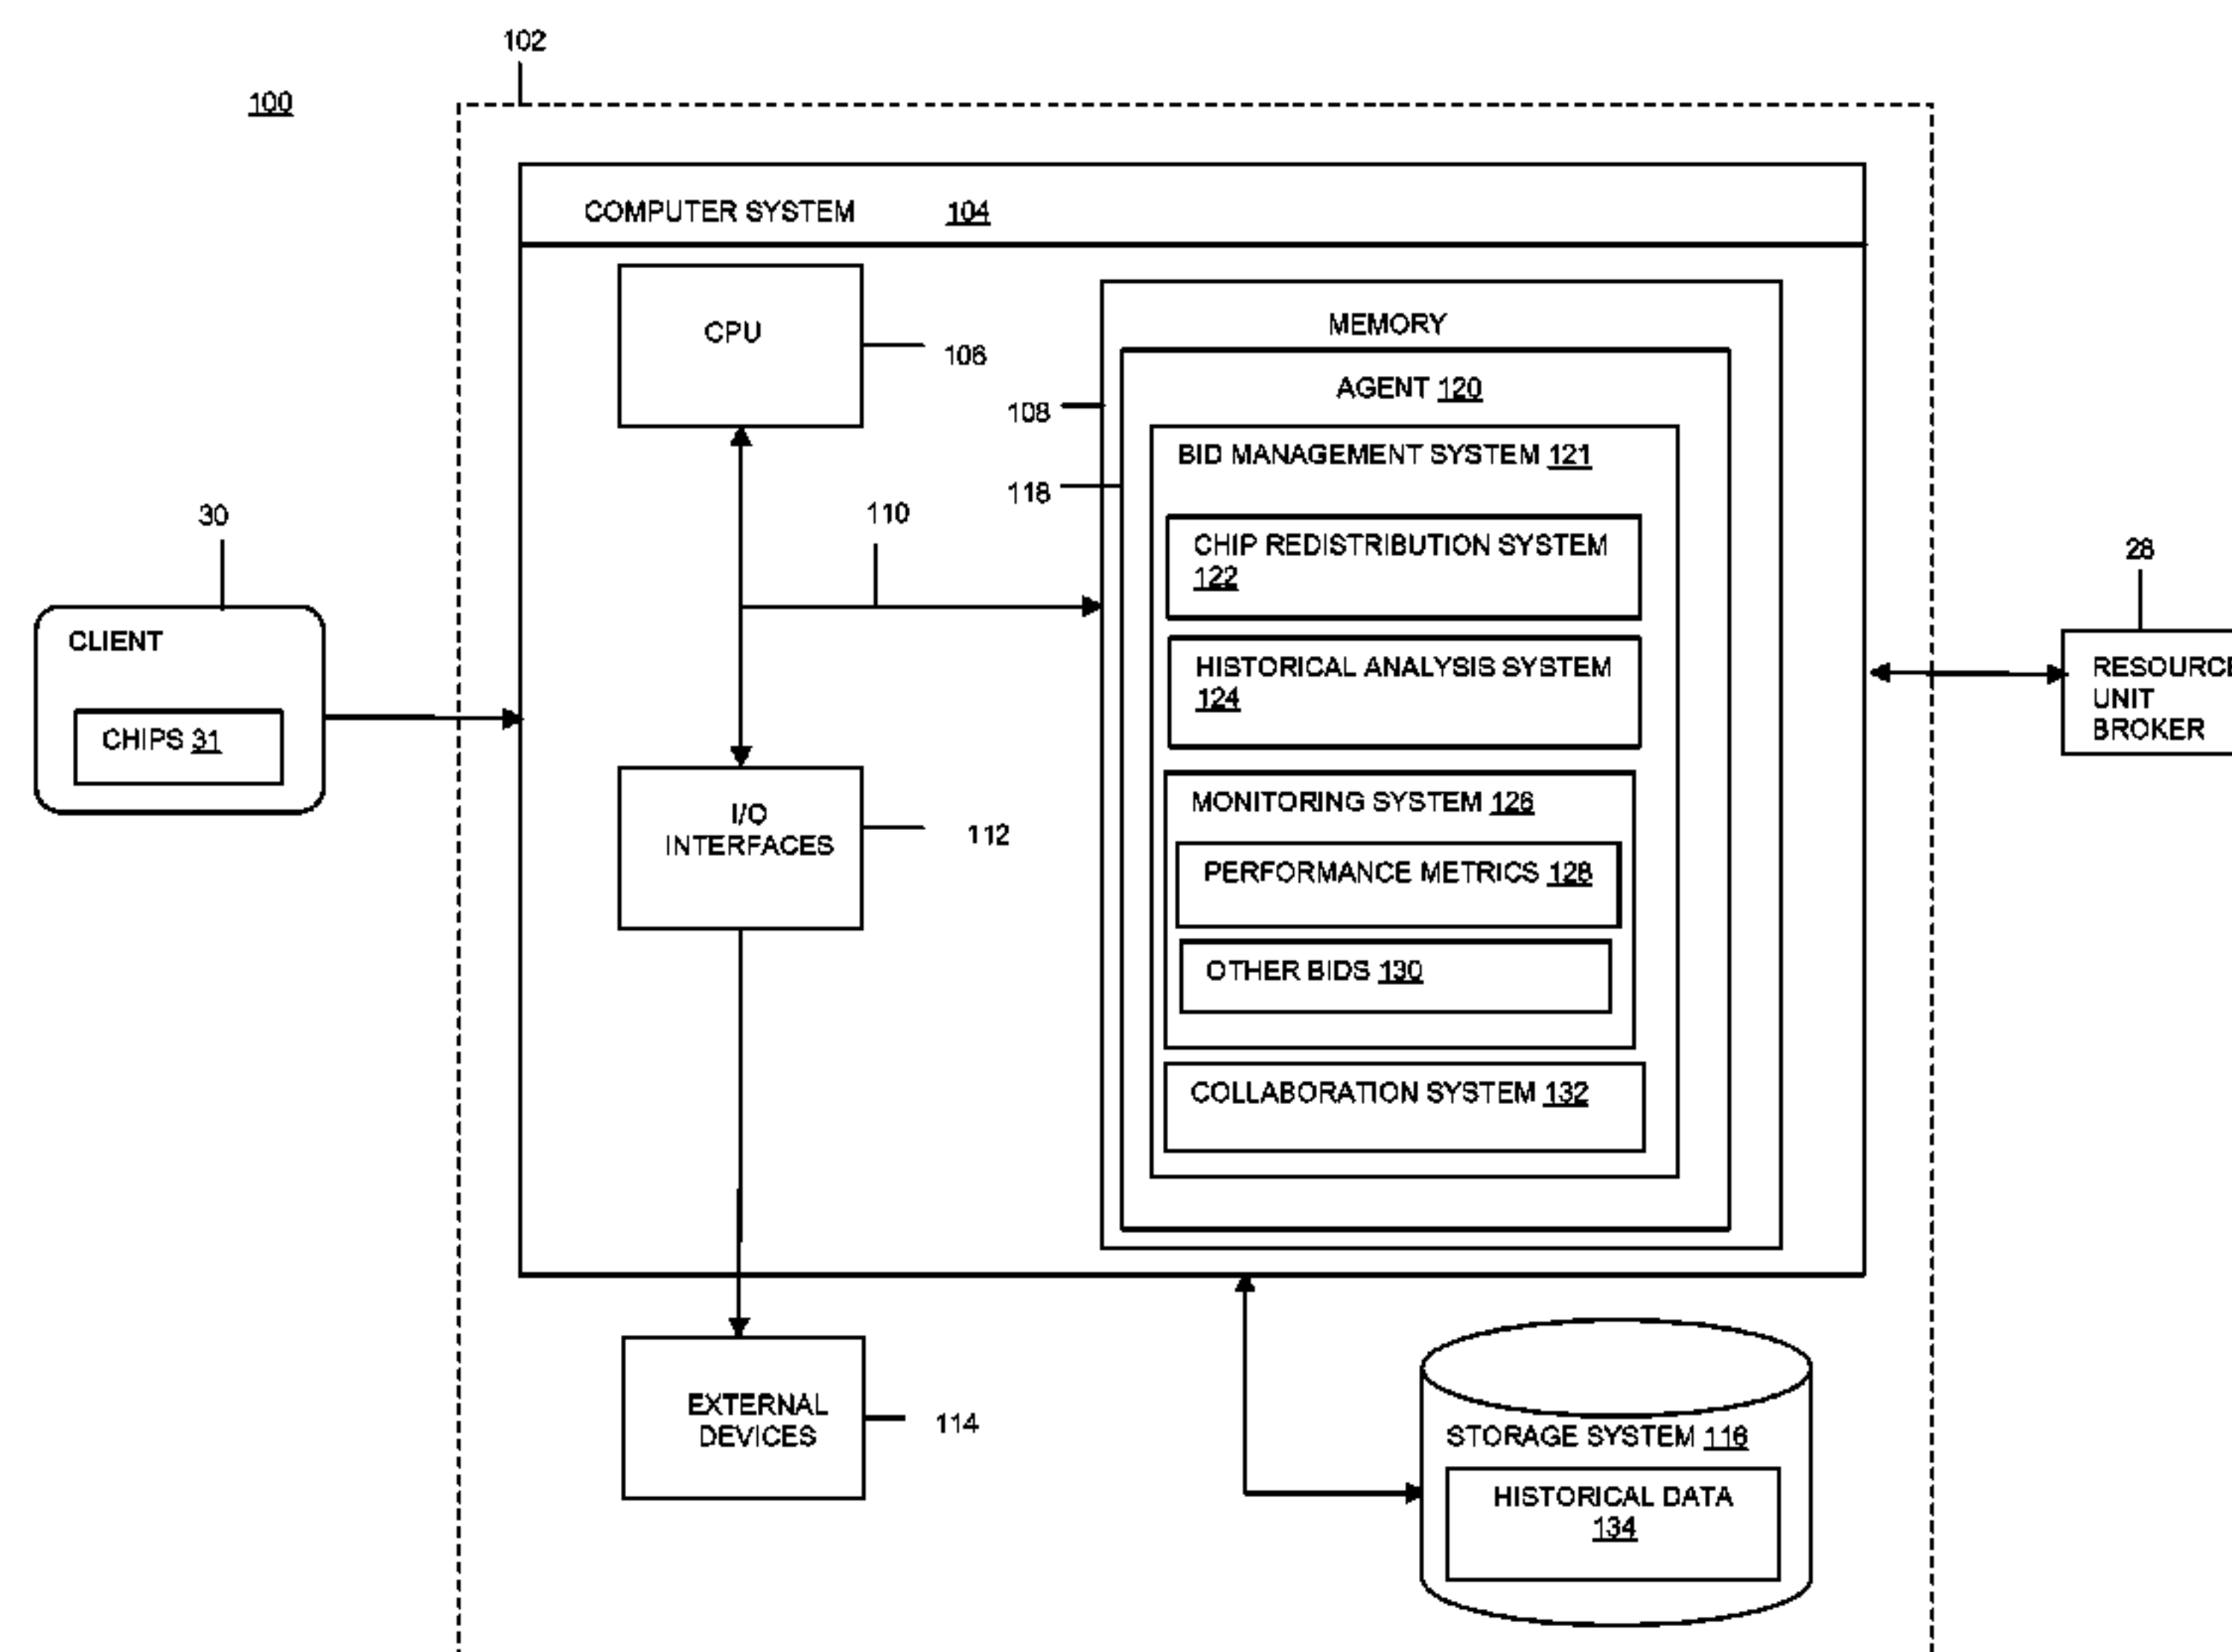 102
100
COMPUTER SYSTEM 104
CPU
106
MEMORY
AGENT 120
108
BID MANAGEMENT SYSTEM 121
118
110
30
CHIP REDISTRIBUTION SYSTEM
122
28
CLIENT
CHIPS 31
HISTORICAL ANALYSIS SYSTEM
124
RESOURCE
UNIT
BROKER
I/O
INTERFACES
112
MONITORING SYSTEM 126
PERFORMANCE METRICS 128
OTHER BIDS 130
COLLABORATION SYSTEM 132
EXTERNAL
DEVICES
114
STORAGE SYSTEM 116
HISTORICAL DATA
134